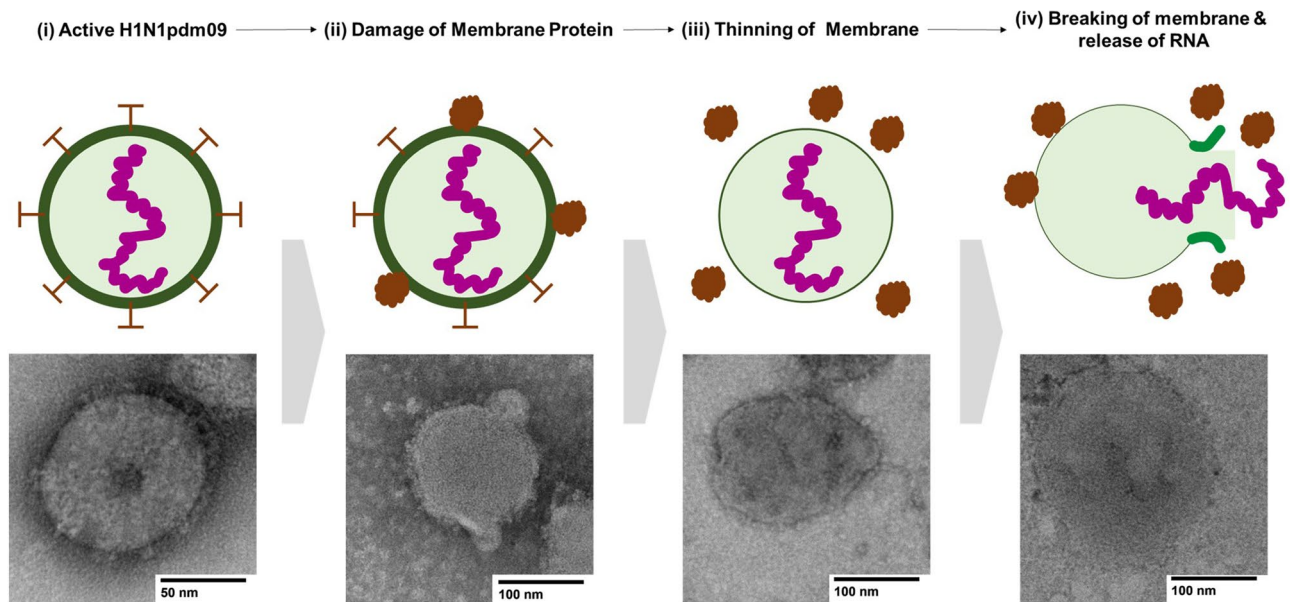 (i) Active H1N1pdm09
(ii) Damage of Membrane Protein
(iii) Thinning of Membrane
(iv) Breaking of membrane &
release of RNA
50 nm
100 nm
100 nm
100 nm